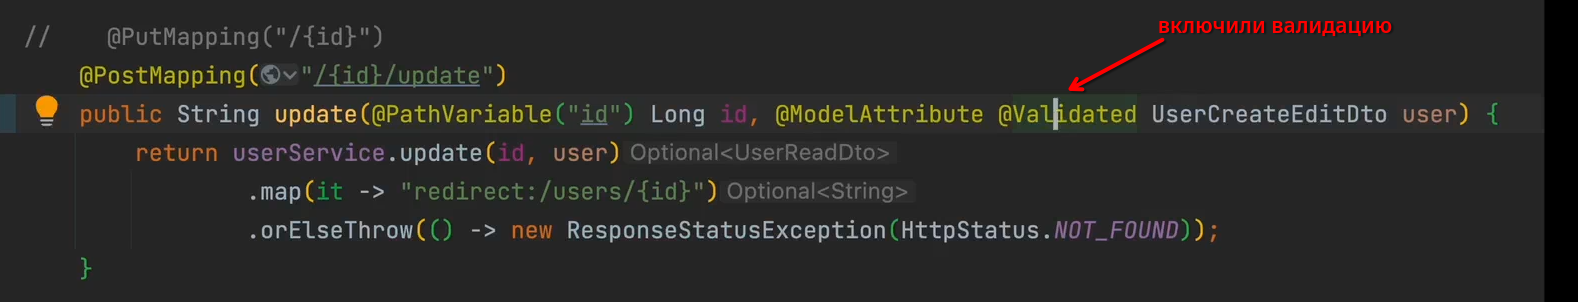 включили валидацию
//    @PutMapping("/{id}")
@PostMapping("/{id}/update")
public String update(@PathVariable("id") Long id, @ModelAttribute @Validated UserCreateEditDto user) {
return userService.update(id, user) Optional<UserReadDto>
.map(it -> "redirect:/users/{id}") Optional<String>
.orElseThrow(() -> new ResponseStatusException(HttpStatus.NOT_FOUND));
}